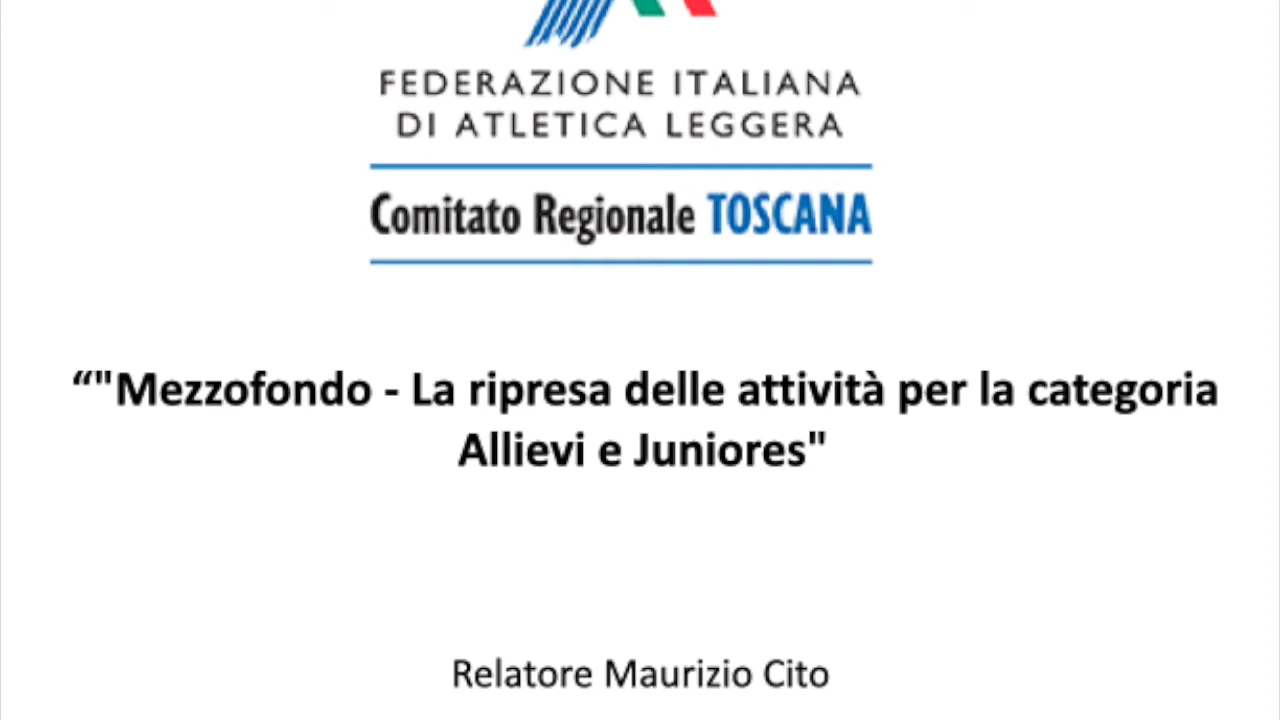 FEDERAZIONE ITALIANA
DI ATLETICA LEGGERA
Comitato Regionale TOSCANA
“"Mezzofondo - La ripresa delle attività per la categoria
Allievi e Juniores"
Relatore Maurizio Cito